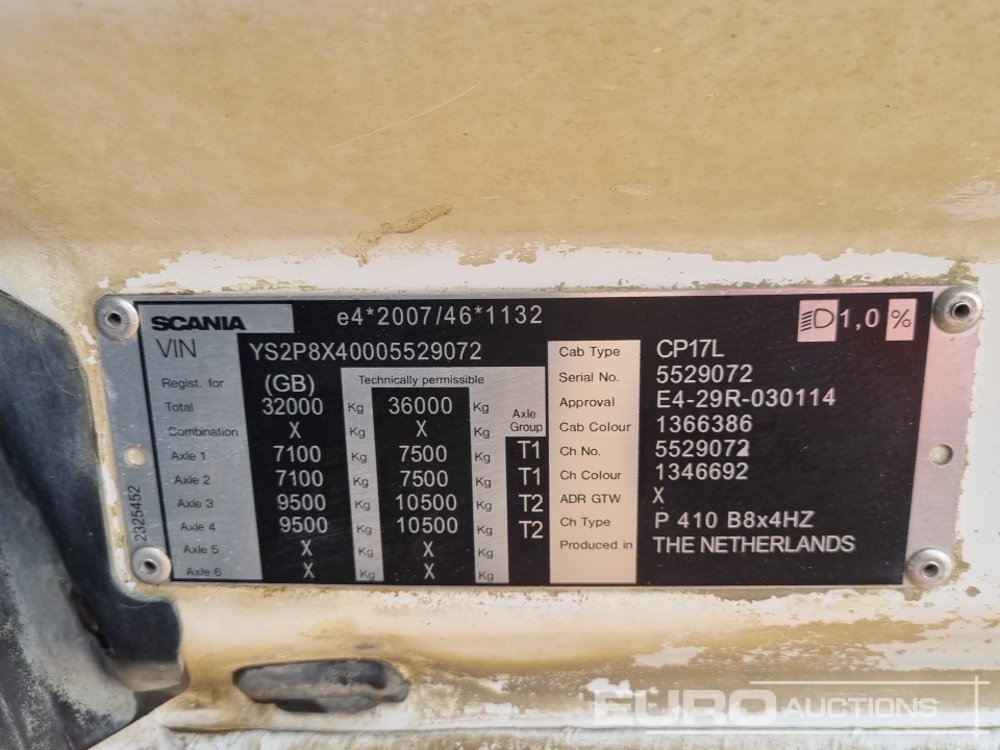 SCANIA e4*2007/46*1132 1,0 %
VIN YS2P8X40005529072
Regist. for (GB) Technically permissible
Total 32000 Kg 36000 Kg Axle Group
Combination X Kg X Kg
Axle 1 7100 Kg 7500 Kg T1
Axle 2 7100 Kg 7500 Kg T1
Axle 3 9500 Kg 10500 Kg T2
Axle 4 9500 Kg 10500 Kg T2
Axle 5 X Kg X Kg
Axle 6 X Kg X Kg
Cab Type CP17L
Serial No. 5529072
Approval E4-29R-030114
Cab Colour 1366386
Ch No. 5529072
Ch Colour 1346692
ADR GTW X
Ch Type P 410 B8x4HZ
Produced in THE NETHERLANDS
2325452
EURO AUCTIONS